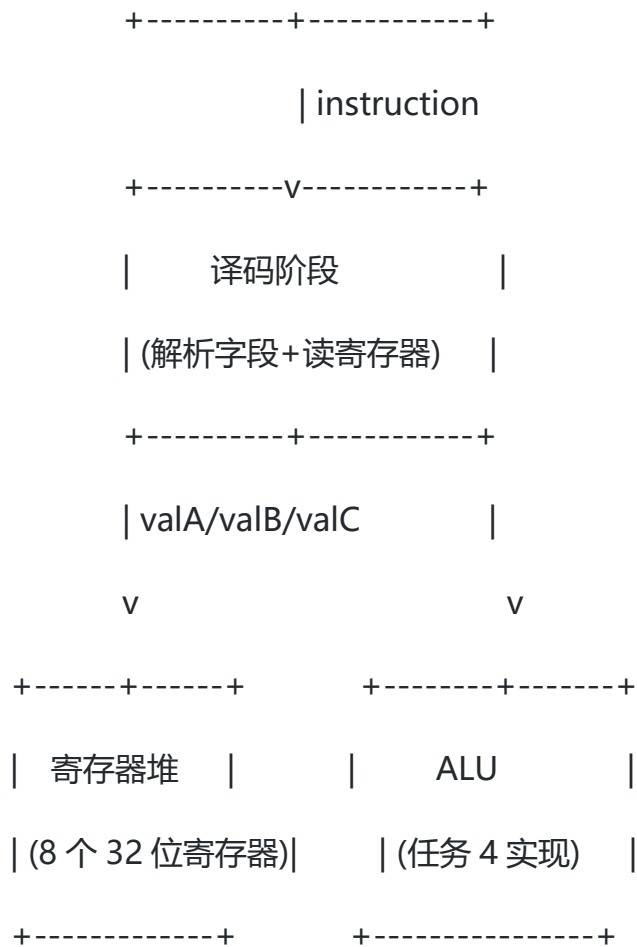 +----------+------------+
| instruction
+----------v------------+
| 译码阶段 |
| (解析字段+读寄存器) |
+----------+------------+
| valA/valB/valC |
v v
+------+------+ +--------+-------+
| 寄存器堆 | | ALU |
| (8 个 32 位寄存器)| | (任务 4 实现) |
+-------------+ +----------------+